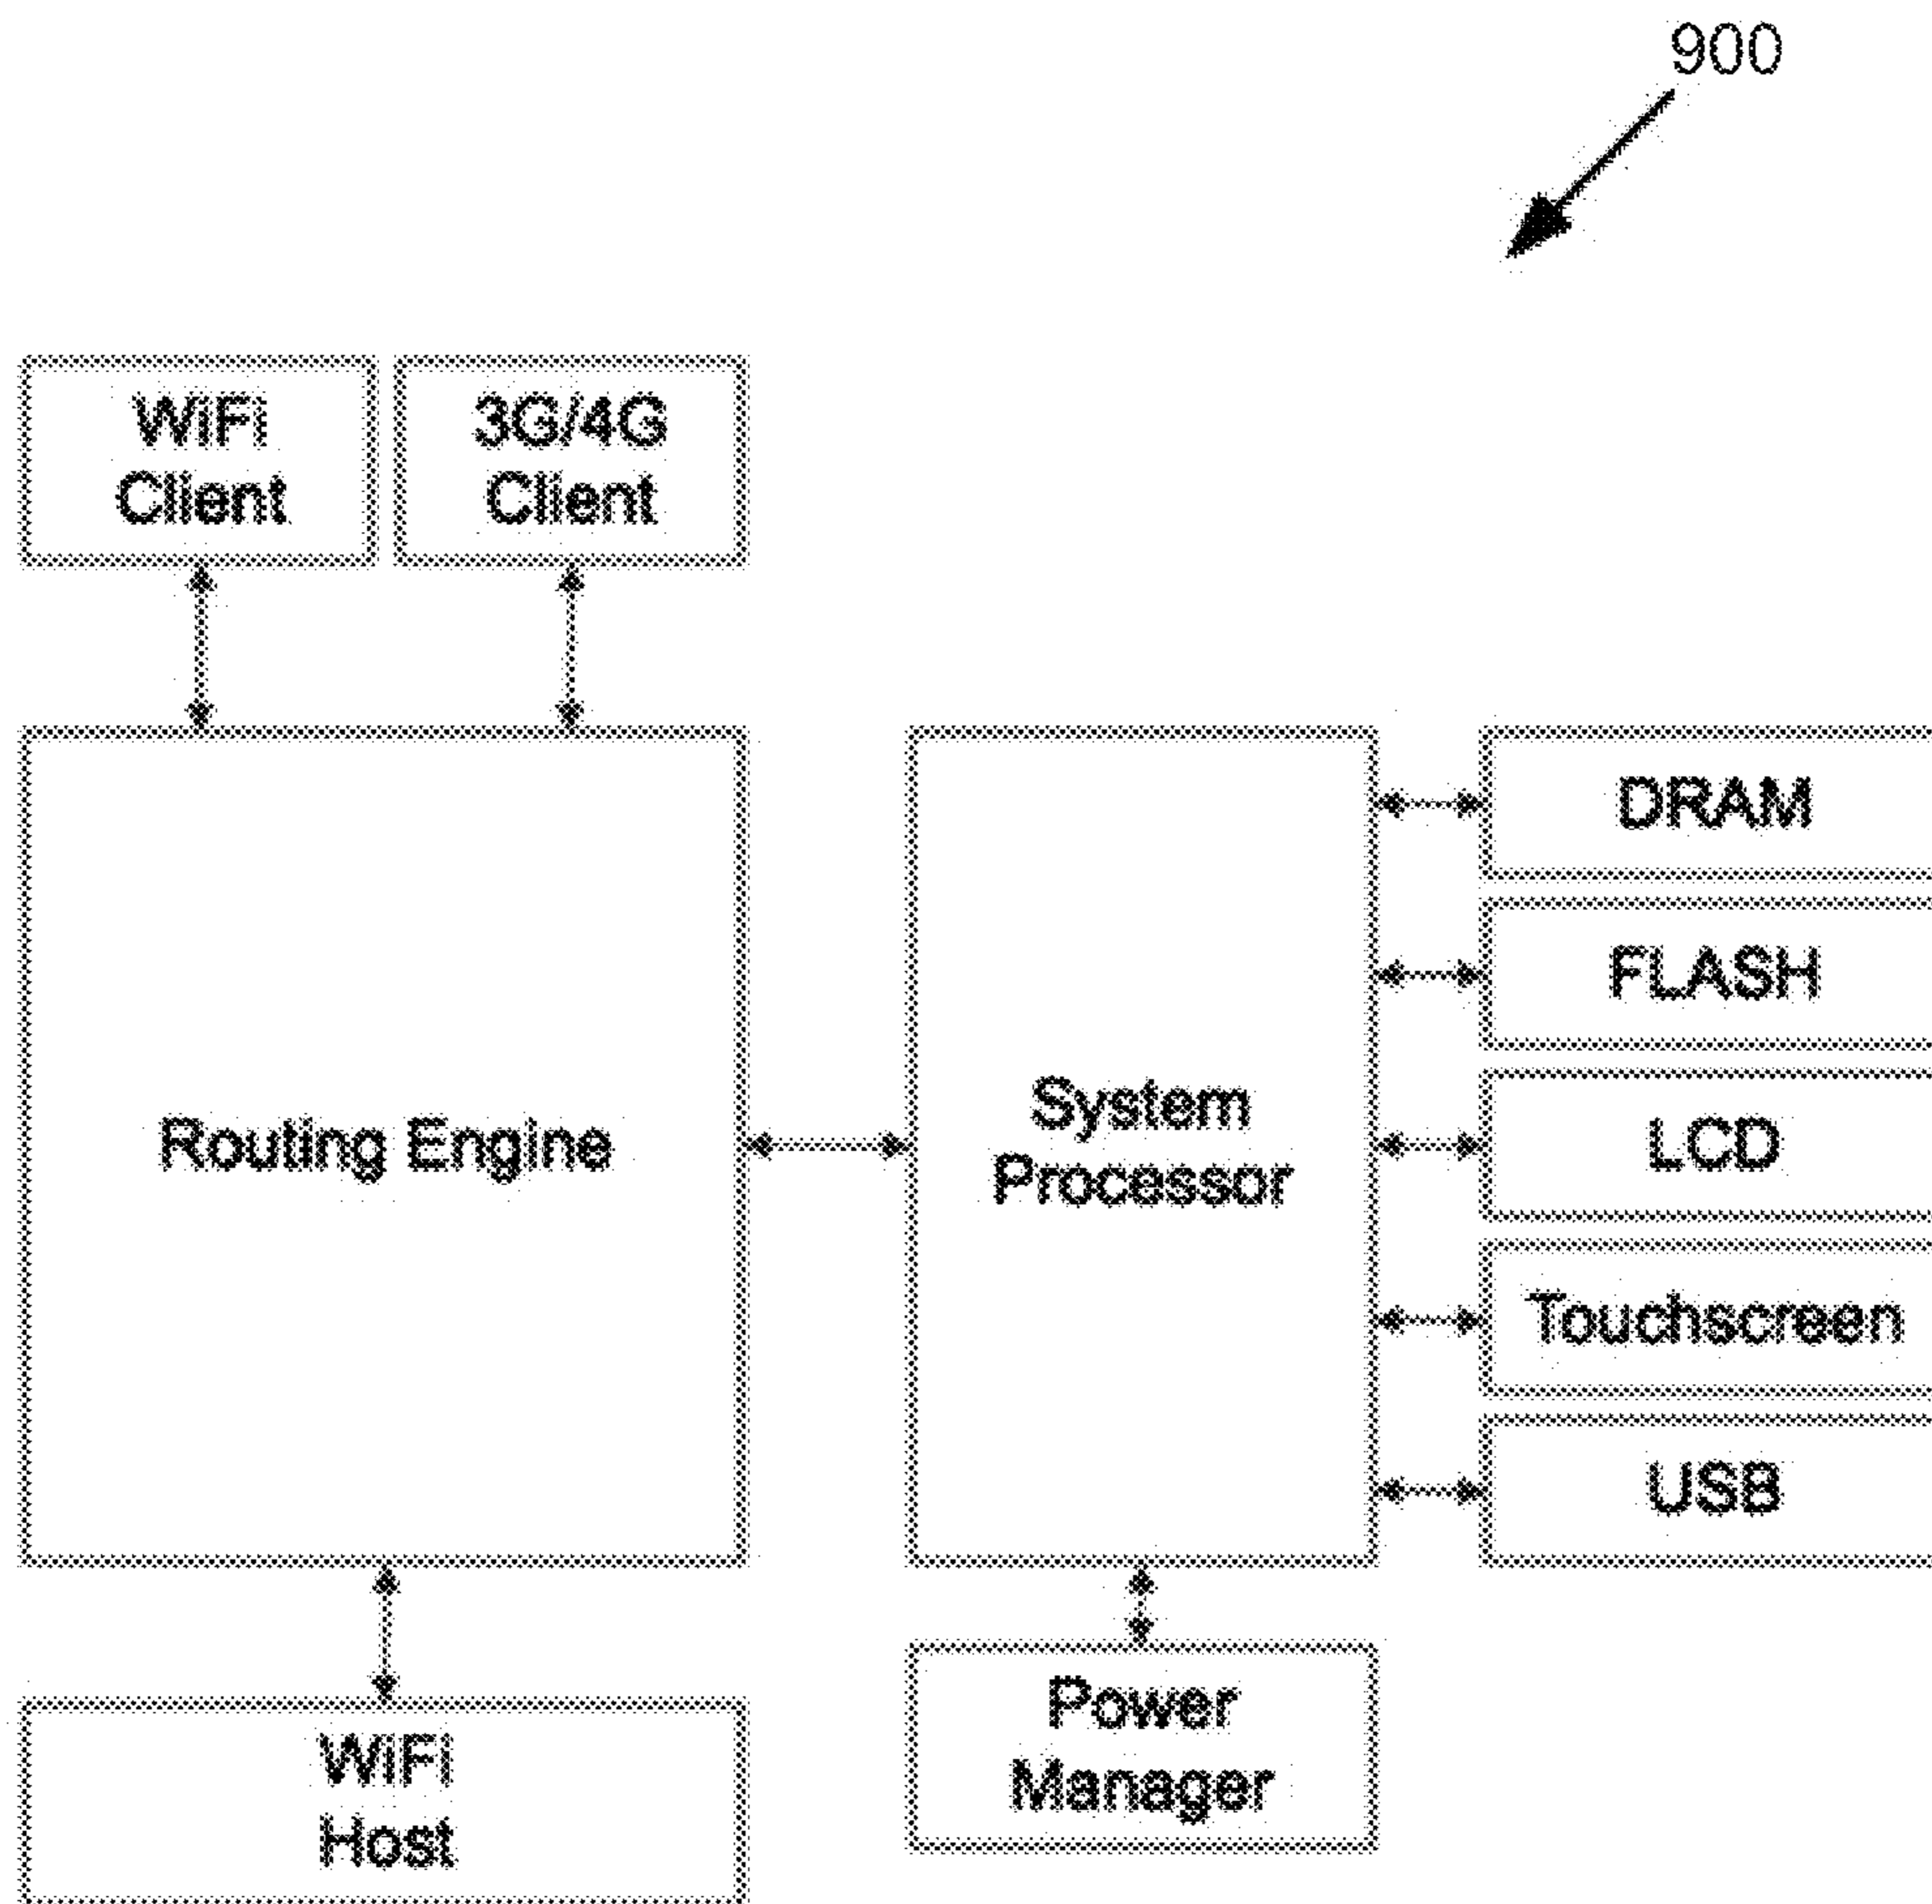 900
WiFi
Client
3G/4G
Client
Routing Engine
System
Processor
DRAM
FLASH
LCD
Touchscreen
USB
Power
Manager
WiFi
Host